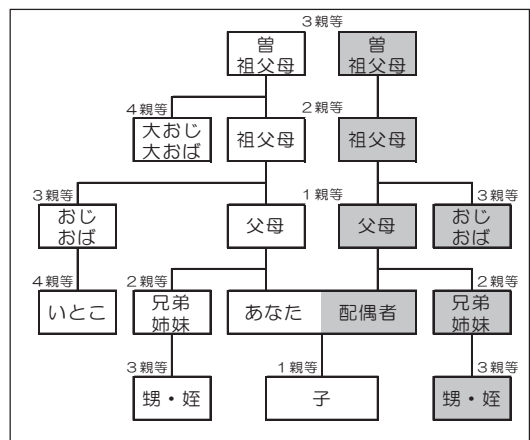 3親等
曽
祖父母
曽
祖父母
4親等
大おじ
大おば
2親等
祖父母
祖父母
3親等
おじ
おば
1親等
父母
父母
3親等
おじ
おば
4親等
いとこ
2親等
兄弟
姉妹
あなた
配偶者
2親等
兄弟
姉妹
3親等
甥・姪
1親等
子
3親等
甥・姪